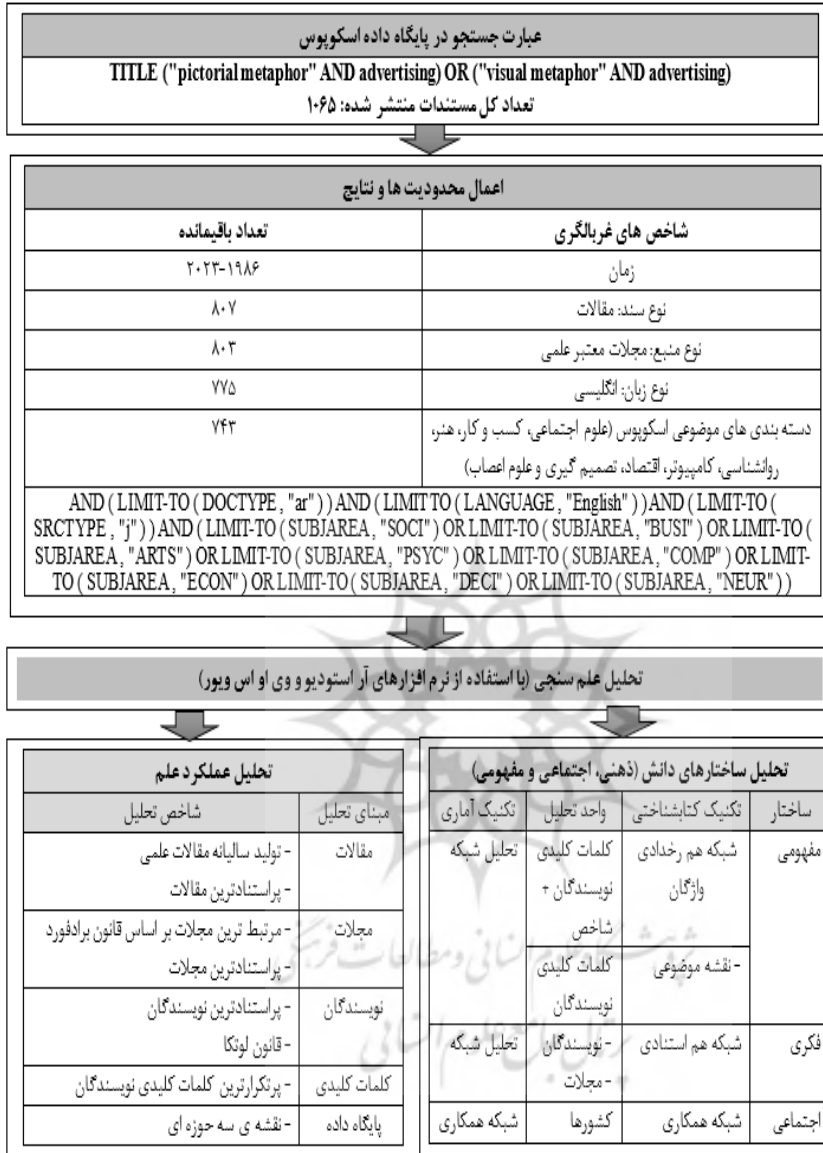 عبارت جستجو در پایگاه داده اسکوپوس
TITLE ("pictorial metaphor" AND advertising) OR ("visual metaphor" AND advertising)
تعداد کل مستندات منتشر شده: ۱۰۶۵
اعمال محدودیت ها و نتایج
شاخص های غربالگری
تعداد باقیمانده
زمان
۲۰۲۳-۱۹۸۶
نوع سند: مقالات
۸۰۷
نوع منبع: مجلات معتبر علمی
۸۰۳
نوع زبان: انگلیسی
۷۷۵
دسته بندی های موضوعی اسکوپوس (علوم اجتماعی، کسب و کار، هنر،
روانشناسی، کامپیوتر، اقتصاد، تصمیم گیری و علوم اعصاب)
۷۴۳
AND ( LIMIT-TO ( DOCTYPE , "ar" ) ) AND ( LIMIT TO ( LANGUAGE , "English" ) ) AND ( LIMIT-TO (
SRCTYPE , "j" ) ) AND ( LIMIT-TO ( SUBJAREA , "SOCI" ) OR LIMIT-TO ( SUBJAREA , "BUSI" ) OR LIMIT-TO (
SUBJAREA , "ARTS" ) OR LIMIT-TO ( SUBJAREA , "PSYC" ) OR LIMIT-TO ( SUBJAREA , "COMP" ) OR LIMIT-
TO ( SUBJAREA , "ECON" ) OR LIMIT-TO ( SUBJAREA , "DECI" ) OR LIMIT-TO ( SUBJAREA , "NEUR" ) )
تحلیل علم سنجی (با استفاده از نرم افزارهای آر استودیو و وی او اس ویور)
تحلیل ساختارهای دانش (ذهنی، اجتماعی و مفهومی)
ساختار
تکنیک کتابشناختی
واحد تحلیل
تکنیک آماری
مفهومی
شبکه هم رخدادی
واژگان
کلمات کلیدی
نویسندگان +
شاخص
تحلیل شبکه
- نقشه موضوعی
کلمات کلیدی
نویسندگان
فکری
شبکه هم استنادی
- نویسندگان
- مجلات
تحلیل شبکه
اجتماعی
شبکه همکاری
کشورها
شبکه همکاری
تحلیل عملکرد علم
مبنای تحلیل
شاخص تحلیل
مقالات
- تولید سالیانه مقالات علمی
- پراستنادترین مقالات
مجلات
- مرتبط ترین مجلات بر اساس قانون برادفورد
- پراستنادترین مجلات
نویسندگان
- پراستنادترین نویسندگان
- قانون لوتکا
کلمات کلیدی
- پرتکرارترین کلمات کلیدی نویسندگان
پایگاه داده
- نقشه ی سه حوزه ای
پژوهشگاه علوم انسانی و مطالعات فرهنگی
پرتال جامع علوم انسانی